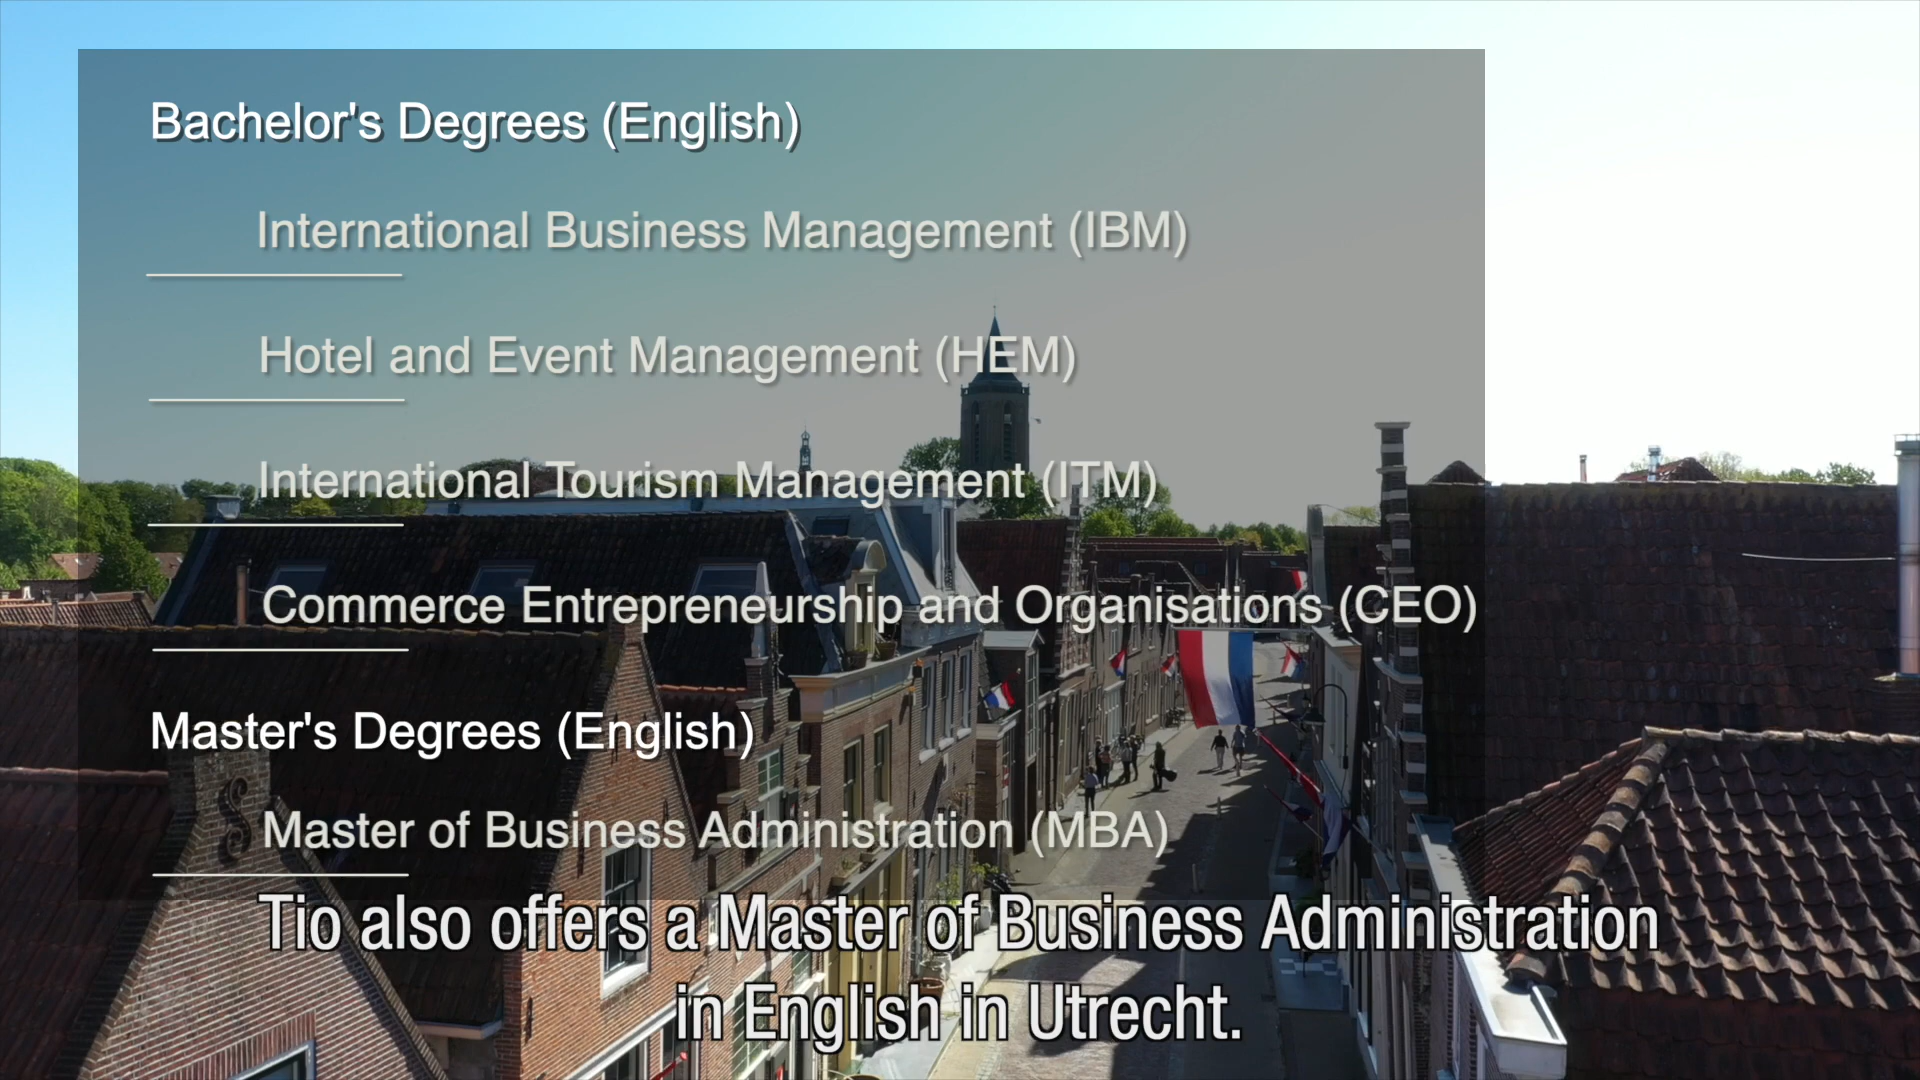 Bachelor's Degrees (English)
International Business Management (IBM)
Hotel and Event Management (HEM)
International Tourism Management (ITM)
Commerce Entrepreneurship and Organisations (CEO)
Master's Degrees (English)
Master of Business Administration (MBA)
Tio also offers a Master of Business Administration
in English in Utrecht.